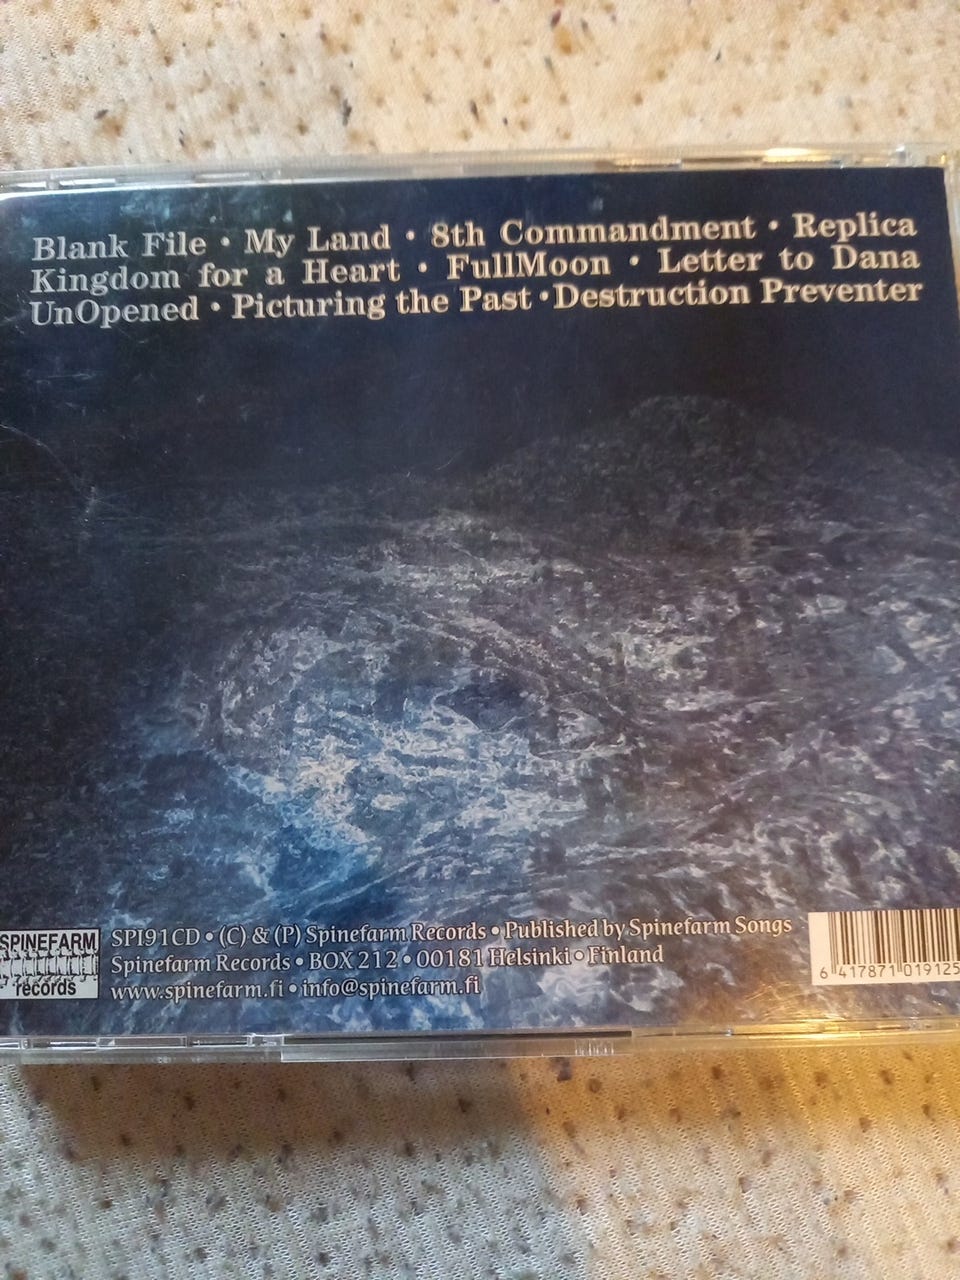 Blank File • My Land • 8th Commandment • Replica
Kingdom for a Heart • FullMoon • Letter to Dana
UnOpened • Picturing the Past • Destruction Preventer
SPINEFARM
records
SPI91CD • (C) & (P) Spinefarm Records • Published by Spinefarm Songs
Spinefarm Records • BOX 212 • 00181 Helsinki • Finland
www.spinefarm.fi • info@spinefarm.fi
6 417871 019125